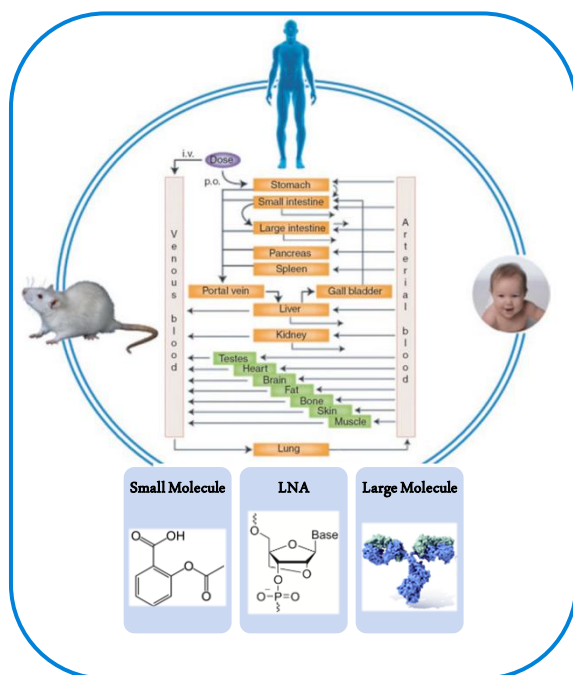 i.v.
Dose
p.o.
Stomach
Small intestine
Large intestine
Pancreas
Spleen
Portal vein
Gall bladder
Liver
Kidney
Testes
Heart
Brain
Fat
Bone
Skin
Muscle
Lung
Venous blood
Arterial blood
Small Molecule
LNA
Large Molecule
O
OH
O
O
O
Base
O
O
O
O=P–O
−